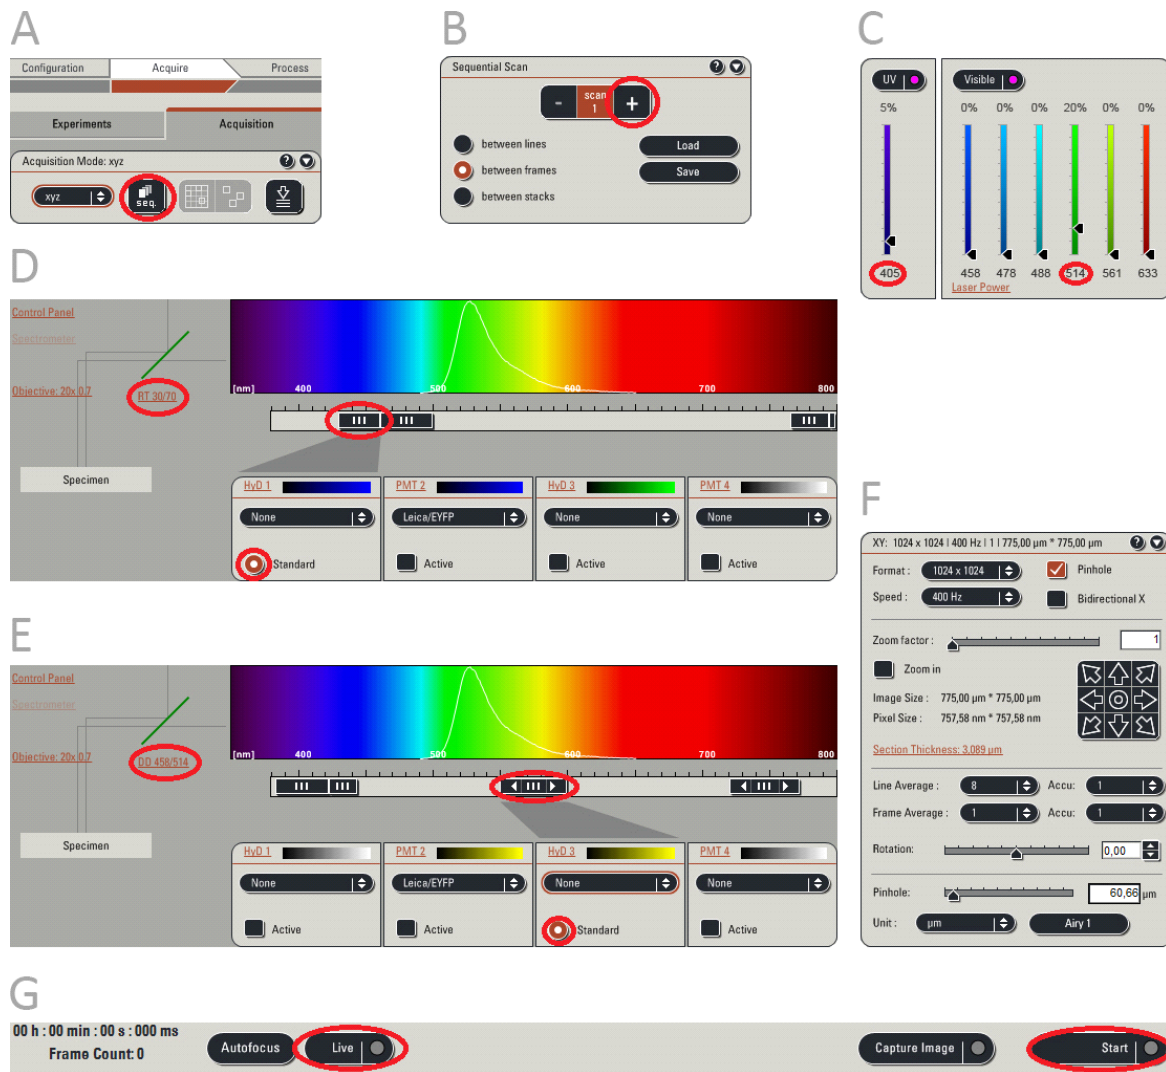 A
Configuration Acquire Process
Experiments Acquisition
Acquisition Mode: xyz ?
xyz seq.
B
Sequential Scan ?
- scan 1 +
between lines Load
between frames Save
between stacks
C
UV Visible
5% 0% 0% 0% 20% 0% 0%
405 458 478 488 514 561 633
Laser Power
D
Control Panel
Spectrometer
Objective: 20x 0.7 RT 30/70
Specimen
[nm] 400 500 600 700 800
HyD 1 PMT 2 HyD 3 PMT 4
None Leica/EYFP None None
Standard Active Active Active
E
Control Panel
Spectrometer
Objective: 20x 0.7 DD 458/514
Specimen
[nm] 400 500 600 700 800
HyD 1 PMT 2 HyD 3 PMT 4
None Leica/EYFP None None
Active Active Standard Active
F
XY: 1024 x 1024 | 400 Hz | 1 | 775,00 µm * 775,00 µm ?
Format : 1024 x 1024 Pinhole
Speed : 400 Hz Bidirectional X
Zoom factor : 1
Zoom in
Image Size : 775,00 µm * 775,00 µm
Pixel Size : 757,58 nm * 757,58 nm
Section Thickness: 3,089 µm
Line Average : 8 Accu: 1
Frame Average : 1 Accu: 1
Rotation: 0,00
Pinhole: 60,66 µm
Unit : µm Airy 1
G
00 h : 00 min : 00 s : 000 ms
Frame Count: 0
Autofocus Live Capture Image Start